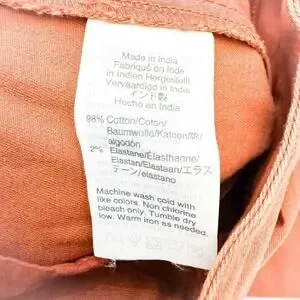 Made in India
Fabriqué en Inde
in Indien Hergestellt
Vervaardigd in India
インド製
Hecho en India
98% Cotton/Coton/
Baumwolle/Katoen/綿/
algodón
2% Elastane/Élasthanne/
Elastan/Elastaan/エラス
テーン/elastano
Machine wash cold with
like colors. Non chlorine
bleach only. Tumble dry
low. Warm iron as needed.